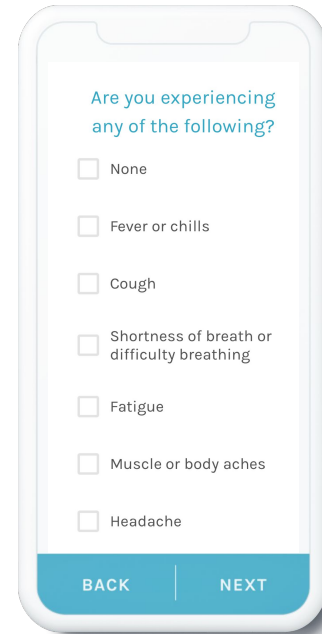 Are you experiencing
any of the following?
None
Fever or chills
Cough
Shortness of breath or
difficulty breathing
Fatigue
Muscle or body aches
Headache
BACK
NEXT